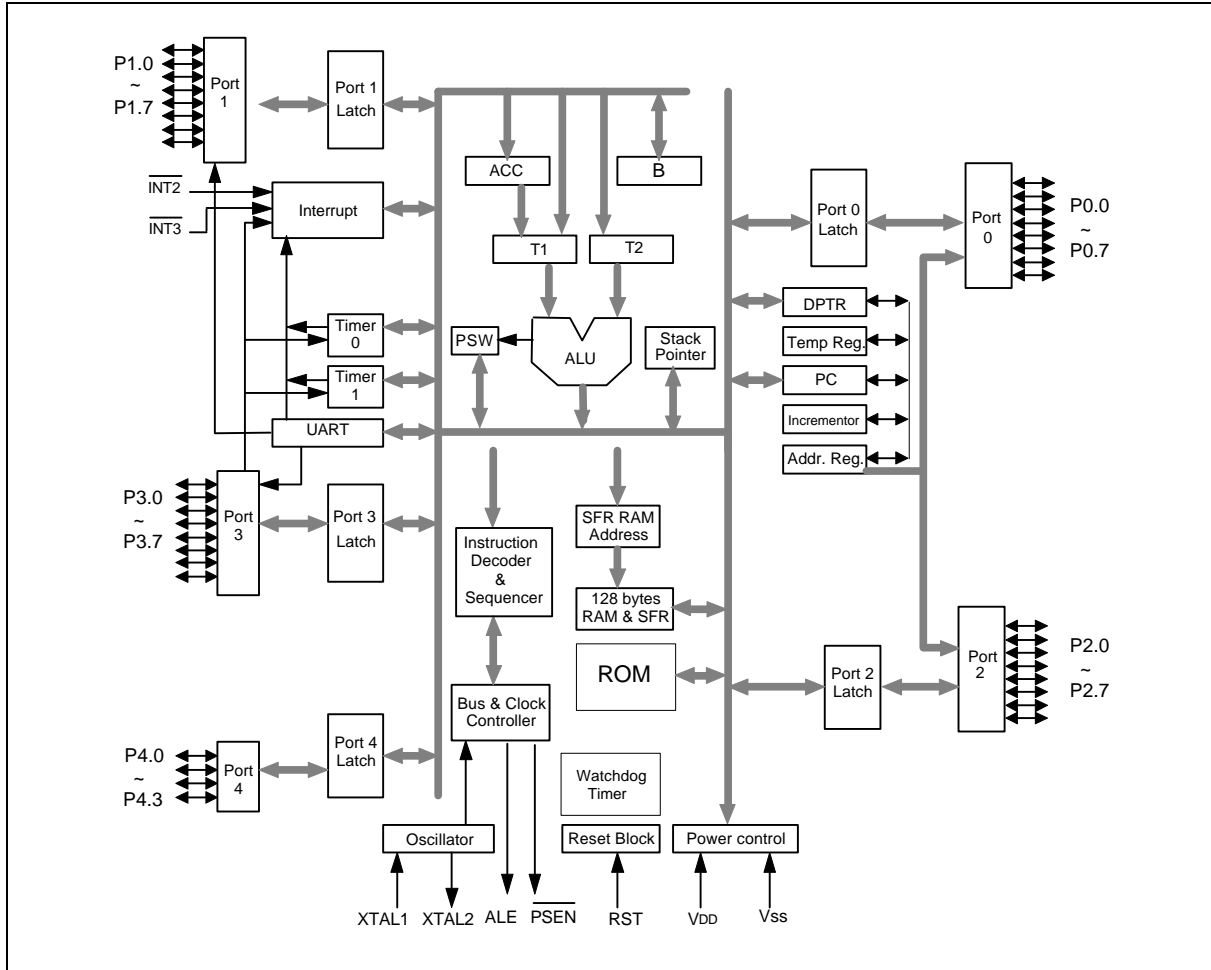 P1.0
~
P1.7
Port
1
Port 1
Latch
INT2
INT3
Interrupt
ACC
B
T1
T2
PSW
ALU
Stack
Pointer
Timer
0
Timer
1
UART
P3.0
~
P3.7
Port
3
Port 3
Latch
Port 0
Latch
Port
0
P0.0
~
P0.7
DPTR
Temp Reg.
PC
Incrementor
Addr. Reg.
Instruction
Decoder
&
Sequencer
SFR RAM
Address
128 bytes
RAM & SFR
ROM
Bus & Clock
Controller
Port 2
Latch
Port
2
P2.0
~
P2.7
P4.0
~
P4.3
Port
4
Port 4
Latch
Watchdog
Timer
Oscillator
Reset Block
Power control
XTAL1
XTAL2
ALE
PSEN
RST
VDD
Vss